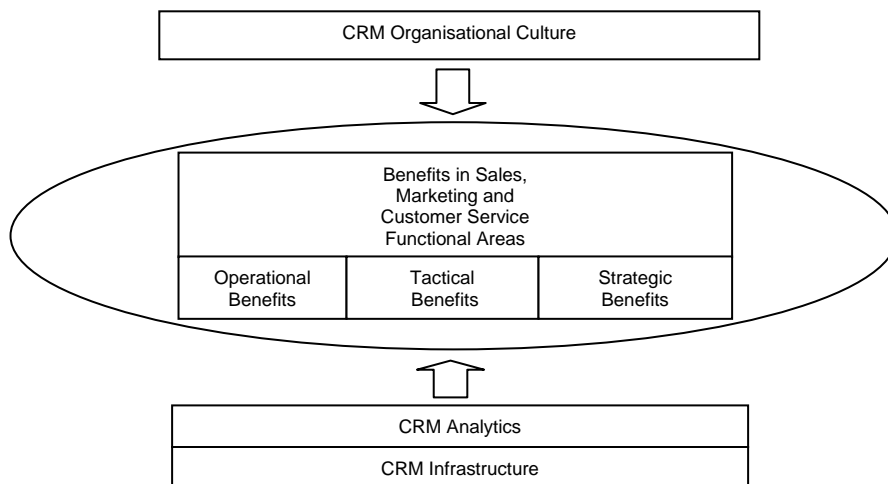 CRM Organisational Culture
Benefits in Sales,
Marketing and
Customer Service
Functional Areas
Operational
Benefits
Tactical
Benefits
Strategic
Benefits
CRM Analytics
CRM Infrastructure